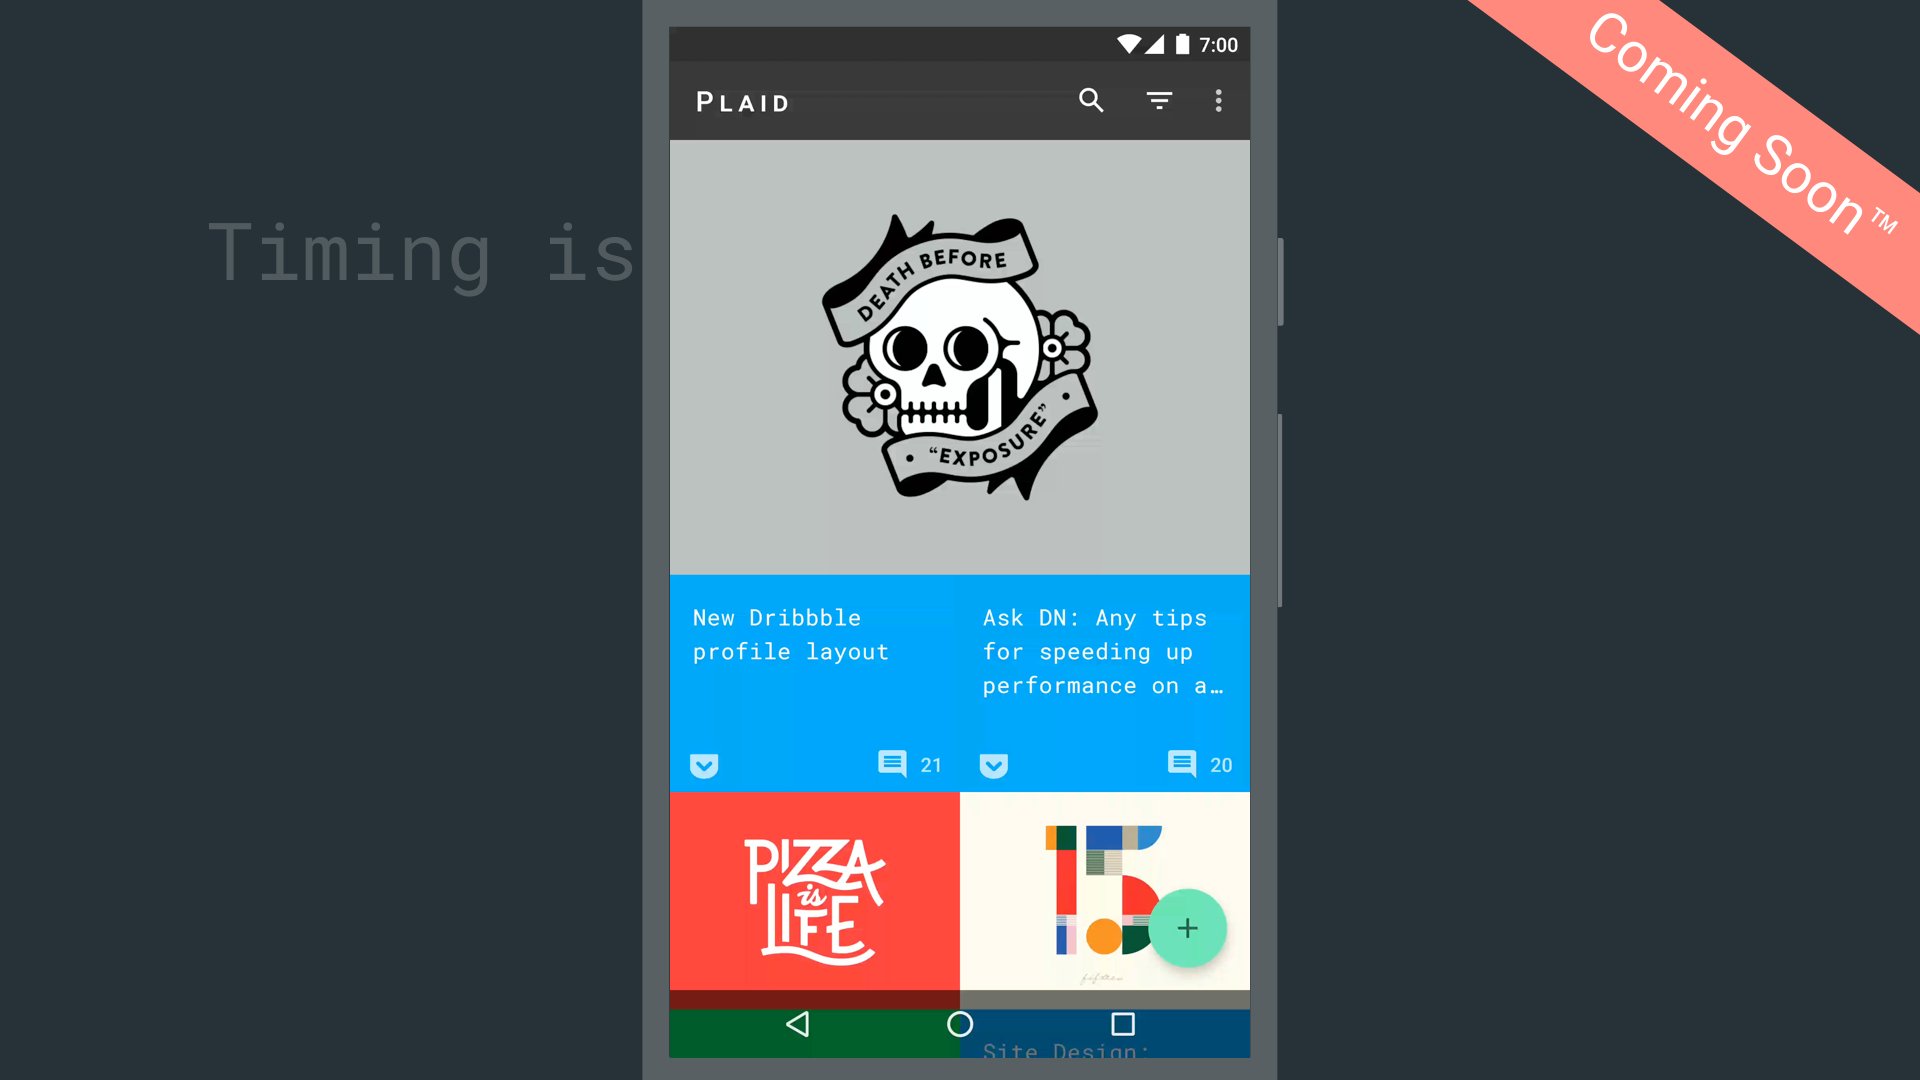 Coming Soon™
Timing is
7:00
PLAID
DEATH BEFORE
“EXPOSURE”
New Dribbble
profile layout
21
Ask DN: Any tips
for speeding up
performance on a…
20
PIZZA
is
LIFE
15
fifteen
Site Design: